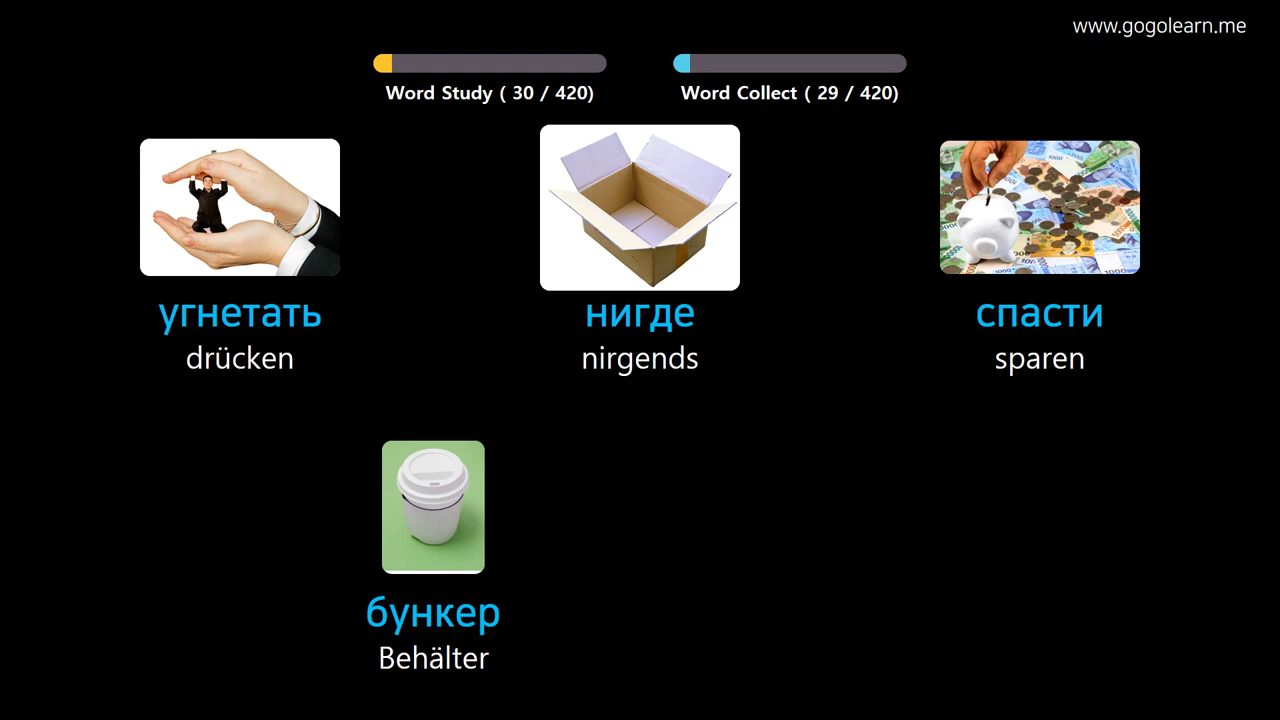 www.gogolearn.me
Word Study ( 30 / 420)
Word Collect ( 29 / 420)
угнетать
drücken
нигде
nirgends
спасти
sparen
бункер
Behälter